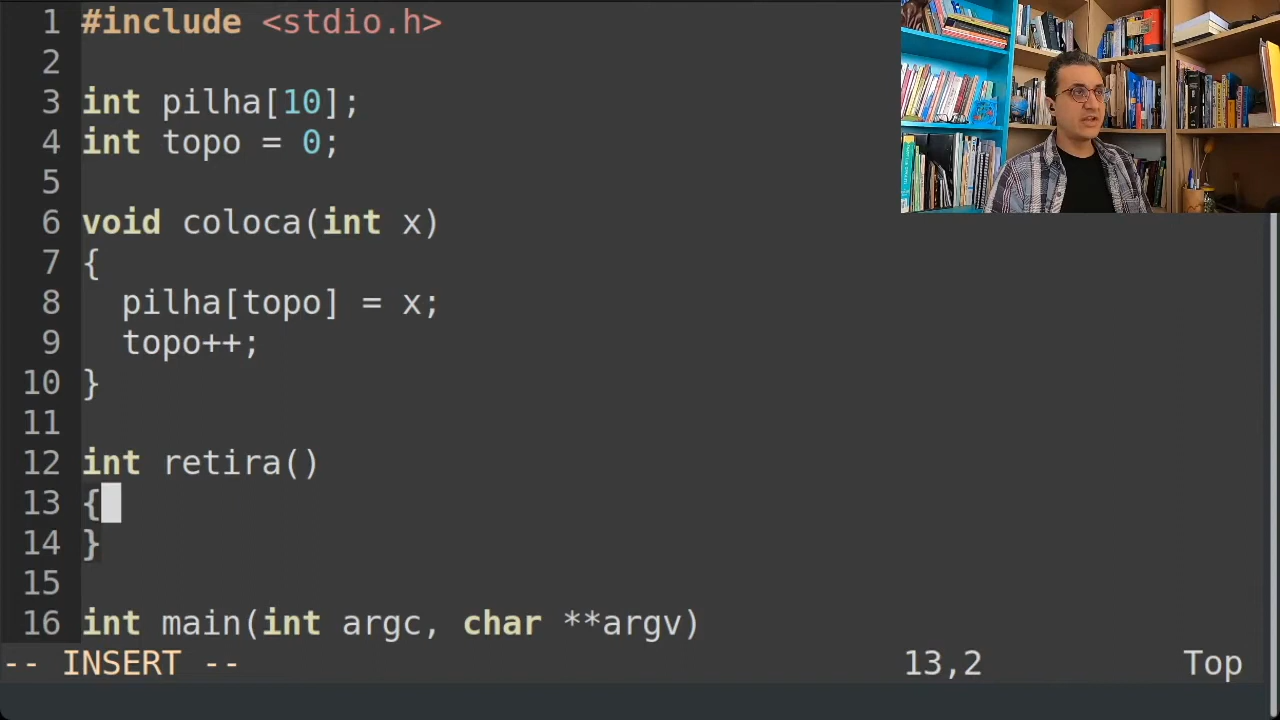 1 #include <stdio.h>
2
3 int pilha[10];
4 int topo = 0;
5
6 void coloca(int x)
7 {
8   pilha[topo] = x;
9   topo++;
10 }
11
12 int retira()
13 {
14 }
15
16 int main(int argc, char **argv)
-- INSERT -- 13,2 Top